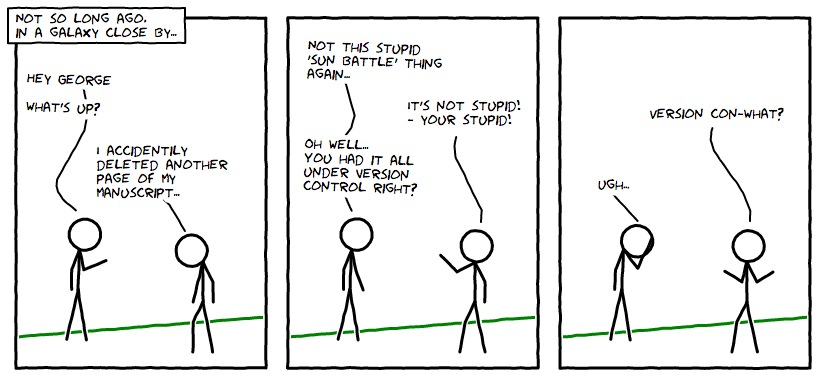 NOT SO LONG AGO.
IN A GALAXY CLOSE BY...
HEY GEORGE
WHAT'S UP?
I ACCIDENTILY
DELETED ANOTHER
PAGE OF MY
MANUSCRIPT...
NOT THIS STUPID
'SUN BATTLE' THING
AGAIN...
IT'S NOT STUPID!
- YOUR STUPID!
OH WELL...
YOU HAD IT ALL
UNDER VERSION
CONTROL RIGHT?
VERSION CON-WHAT?
UGH...